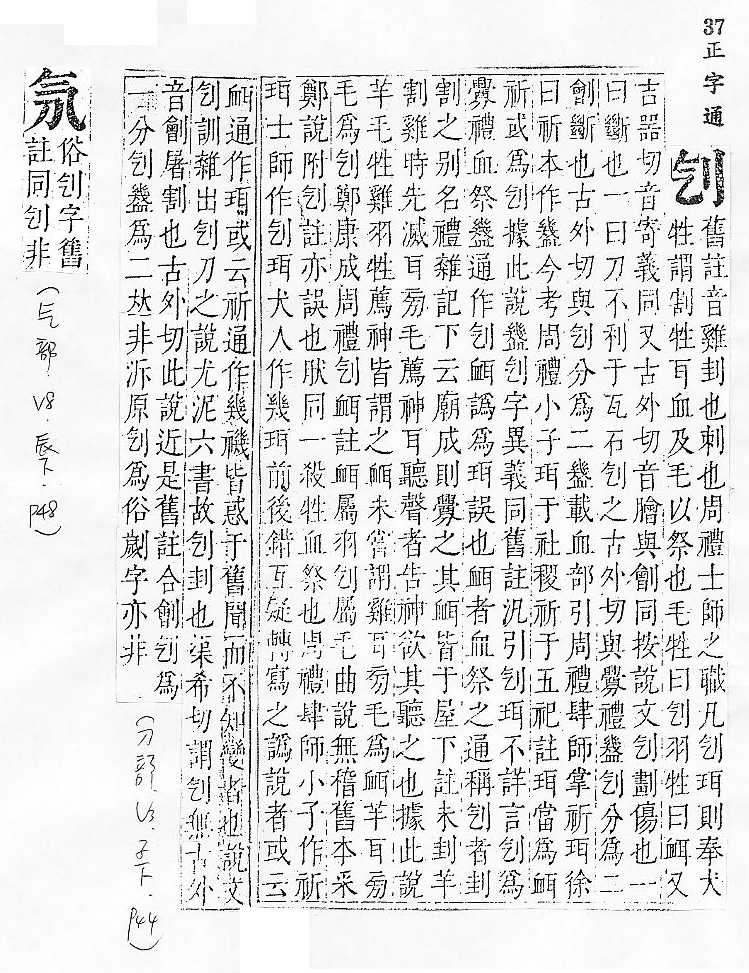 37
正字通
刉
舊註音雞刲也刺也周禮士師之職凡刉珥則奉犬
牲謂割牲耳血及毛以祭也毛牲曰刉羽牲曰衈又
古器切音寄義同又古外切音膾與劊同按說文刉劃傷也一
曰斷也一曰刀不利于瓦石刉之古外切與釁禮𥁃刉分爲二
劊斷也古外切與刉分爲二𥁃載血部引周禮肆師掌祈珥徐
曰祈本作𥁃今考周禮小子珥于社稷祈于五祀註珥當爲衈
祈或爲刉據此說𥁃刉字異義同舊註汎引刉珥不詳言刉爲
釁禮血祭𥁃通作刉衈譌爲珥誤也衈者血祭之通稱刉者刲
割之别名禮雜記下云廟成則釁之其衈皆于屋下註未刲羊
割雞時先滅耳旁毛薦神耳聽聲者告神欲其聽之也據此說
羊毛牲雞羽牲薦神皆謂之衈未嘗謂雞耳旁毛爲衈羊耳旁
毛爲刉鄭康成周禮刉衈註衈屬羽刉屬毛曲說無稽舊本采
鄭說附刉註亦誤也肰同一殺牲血祭也周禮肆師小子作祈
珥士師作刉珥犬人作幾珥前後錯互疑轉寫之譌說者或云
衈通作珥或云祈通作幾禨皆惑于舊聞而不知變者也說文
刉訓雜出刉刀之說尤泥六書故刉刲也渠希切謂刉無古外
音劊屠割也古外切此說近是舊註合劊刉爲
一分刉𥁃爲二𠀤非泝原刉爲俗刏字亦非
(刀部.V3.子下.P44)
氘
俗刉字舊
註同刉非
(气部.V8.辰下.P48)